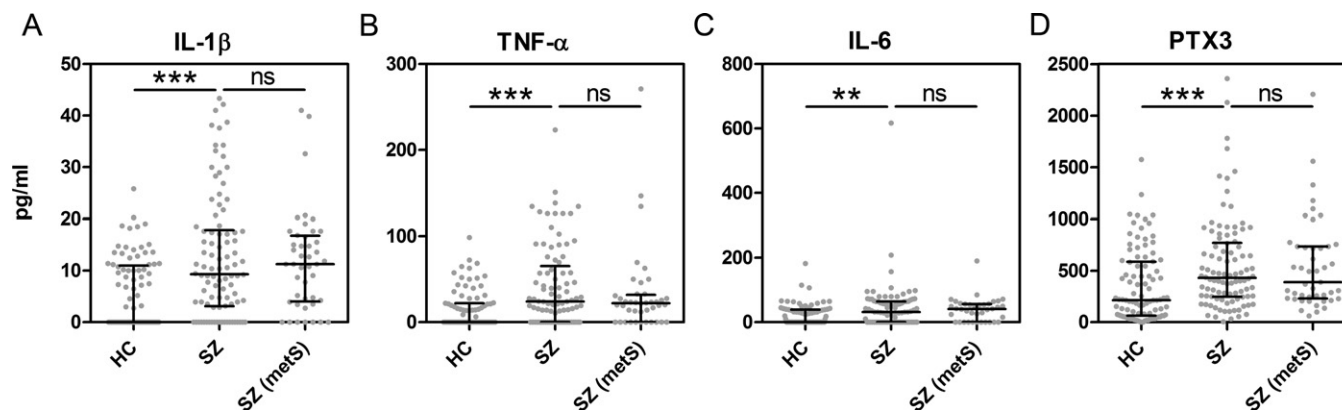 A
IL-1β
pg/ml
50
40
30
20
10
0
***
ns
HC
SZ
SZ (metS)
B
TNF-α
300
200
100
0
***
ns
HC
SZ
SZ (metS)
C
IL-6
800
600
400
200
0
**
ns
HC
SZ
SZ (metS)
D
PTX3
2500
2000
1500
1000
500
0
***
ns
HC
SZ
SZ (metS)